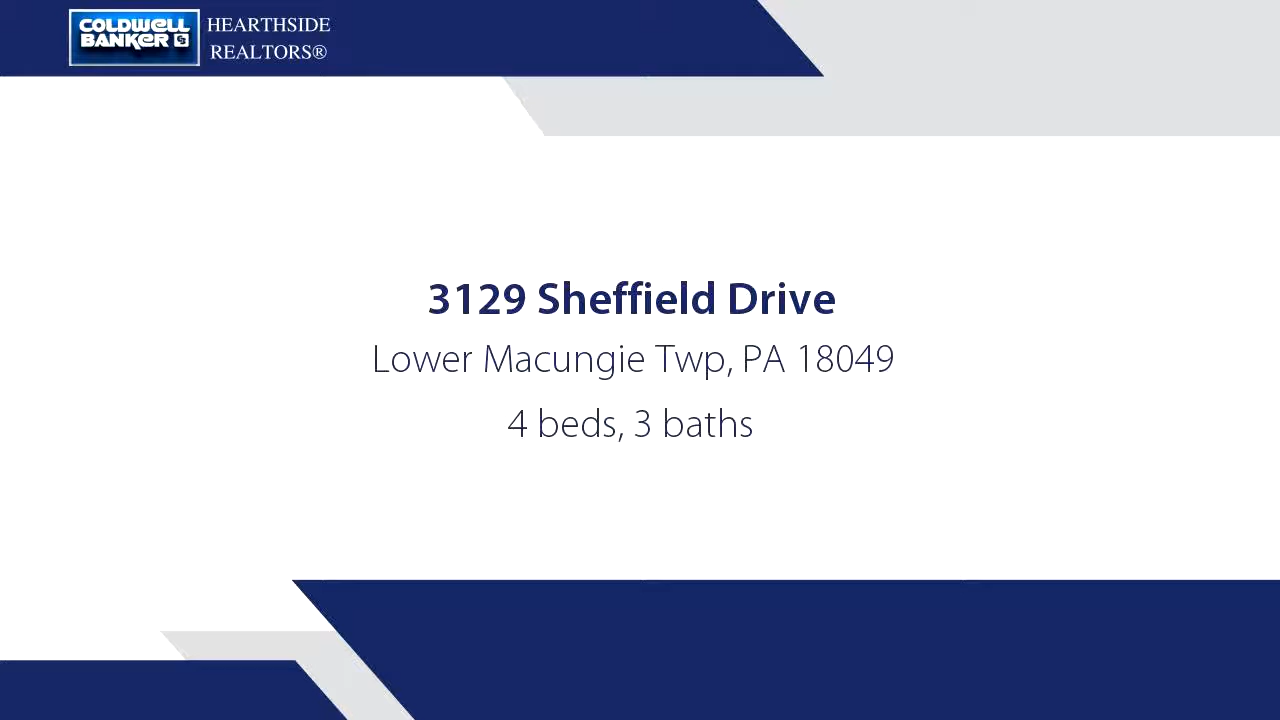 COLDWELL
BANKER
HEARTHSIDE
REALTORS®
3129 Sheffield Drive
Lower Macungie Twp, PA 18049
4 beds, 3 baths